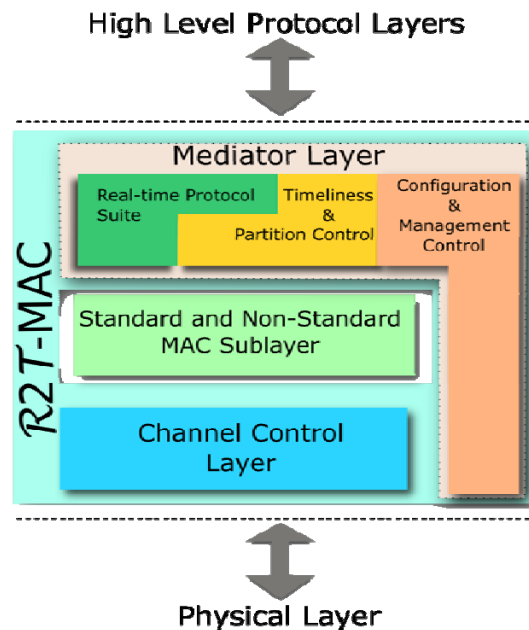 High Level Protocol Layers
R2T-MAC
Mediator Layer
Real-time Protocol
Suite
Timeliness
&
Partition Control
Configuration
&
Management
Control
Standard and Non-Standard
MAC Sublayer
Channel Control
Layer
Physical Layer